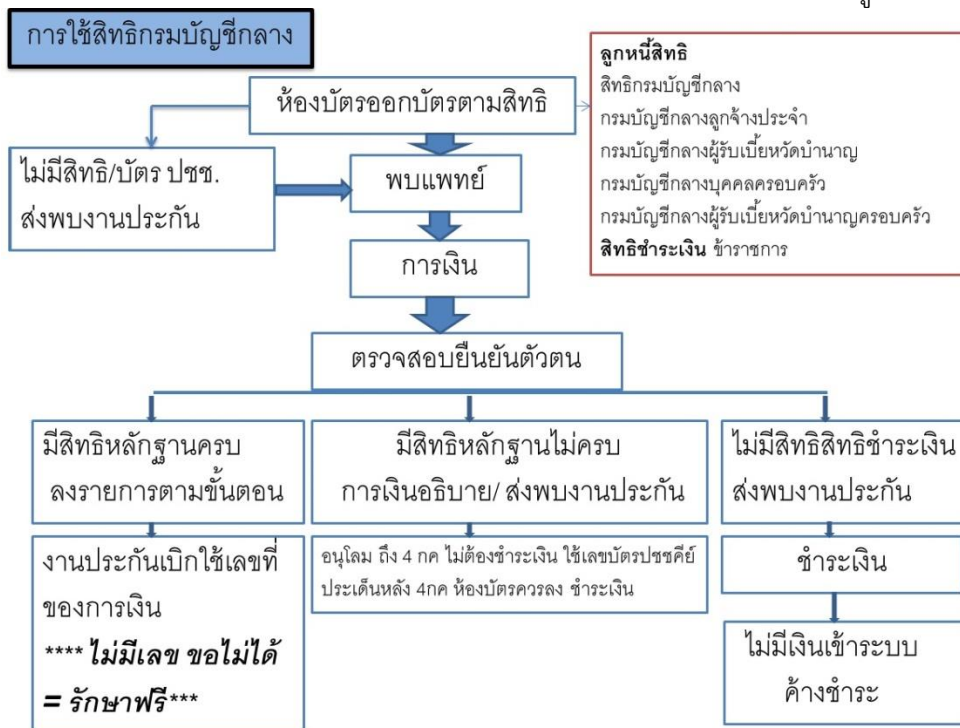 การใช้สิทธิกรมบัญชีกลาง
ห้องบัตรออกบัตรตามสิทธิ
ลูกหนี้สิทธิ
สิทธิกรมบัญชีกลาง
กรมบัญชีกลางลูกจ้างประจำ
กรมบัญชีกลางผู้รับเบี้ยหวัดบำนาญ
กรมบัญชีกลางบุคคลครอบครัว
กรมบัญชีกลางผู้รับเบี้ยหวัดบำนาญครอบครัว
สิทธิชำระเงิน ข้าราชการ
ไม่มีสิทธิ/บัตร ปชช.
ส่งพบงานประกัน
พบแพทย์
การเงิน
ตรวจสอบยืนยันตัวตน
มีสิทธิหลักฐานครบ
ลงรายการตามขั้นตอน
มีสิทธิหลักฐานไม่ครบ
การเงินอธิบาย/ ส่งพบงานประกัน
ไม่มีสิทธิสิทธิชำระเงิน
ส่งพบงานประกัน
งานประกันเบิกใช้เลขที่
ของการเงิน
**** ไม่มีเลข ขอไม่ได้
= รักษาฟรี***
อนุโลม ถึง 4 กค ไม่ต้องชำระเงิน ใช้เลขบัตรปชชคีย์
ประเด็นหลัง 4กค ห้องบัตรควรลง ชำระเงิน
ชำระเงิน
ไม่มีเงินเข้าระบบ
ค้างชำระ